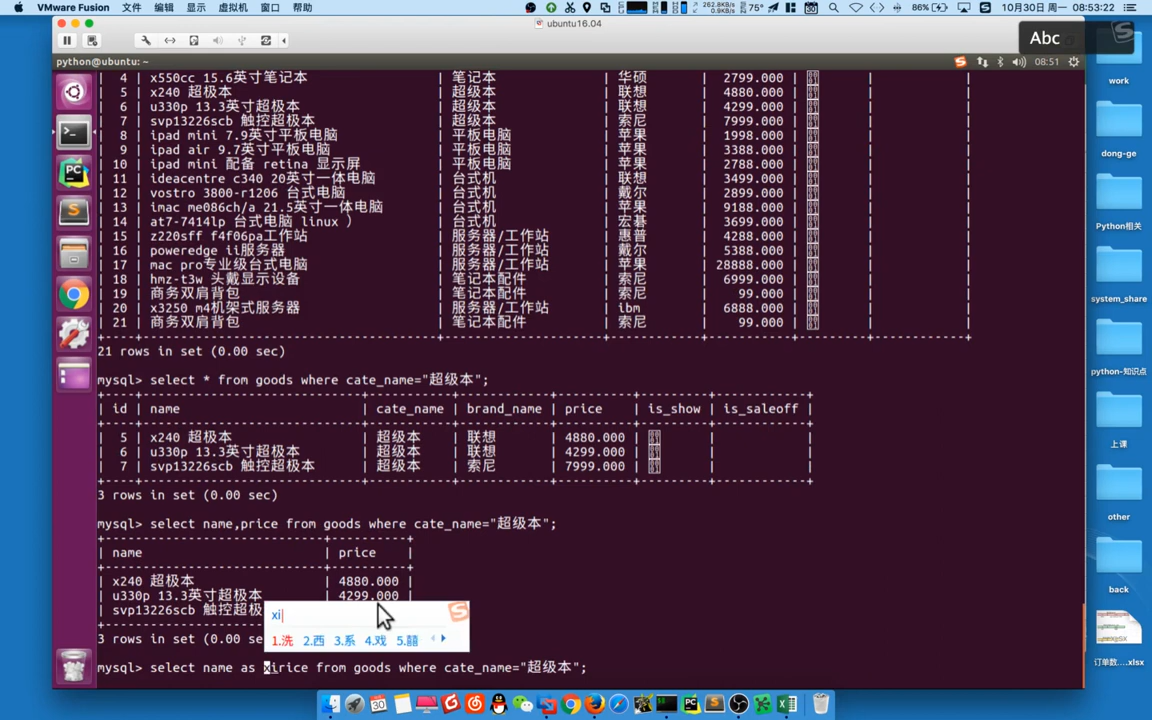 VMware Fusion 文件 编辑 显示 虚拟机 窗口 帮助 262.8KB/s 0.9KB/s 75° 86% 10月30日 周一 08:53:22
ubuntu16.04
Abc
python@ubuntu: ~ 08:51
| 4 | x550cc 15.6英寸笔记本 | 笔记本 | 华硕 | 2799.000 | | |
| 5 | x240 超极本 | 超级本 | 联想 | 4880.000 | | |
| 6 | u330p 13.3英寸超极本 | 超级本 | 联想 | 4299.000 | | |
| 7 | svp13226scb 触控超极本 | 超级本 | 索尼 | 7999.000 | | |
| 8 | ipad mini 7.9英寸平板电脑 | 平板电脑 | 苹果 | 1998.000 | | |
| 9 | ipad air 9.7英寸平板电脑 | 平板电脑 | 苹果 | 3388.000 | | |
| 10 | ipad mini 配备 retina 显示屏 | 平板电脑 | 苹果 | 2788.000 | | |
| 11 | ideacentre c340 20英寸一体电脑 | 台式机 | 联想 | 3499.000 | | |
| 12 | vostro 3800-r1206 台式电脑 | 台式机 | 戴尔 | 2899.000 | | |
| 13 | imac me086ch/a 21.5英寸一体电脑 | 台式机 | 苹果 | 9188.000 | | |
| 14 | at7-7414lp 台式电脑 linux ） | 台式机 | 宏碁 | 3699.000 | | |
| 15 | z220sff f4f06pa工作站 | 服务器/工作站 | 惠普 | 4288.000 | | |
| 16 | poweredge ii服务器 | 服务器/工作站 | 戴尔 | 5388.000 | | |
| 17 | mac pro专业级台式电脑 | 服务器/工作站 | 苹果 | 28888.000 | | |
| 18 | hmz-t3w 头戴显示设备 | 笔记本配件 | 索尼 | 6999.000 | | |
| 19 | 商务双肩背包 | 笔记本配件 | 索尼 | 99.000 | | |
| 20 | x3250 m4机架式服务器 | 服务器/工作站 | ibm | 6888.000 | | |
| 21 | 商务双肩背包 | 笔记本配件 | 索尼 | 99.000 | | |
21 rows in set (0.00 sec)
mysql> select * from goods where cate_name="超级本";
| id | name | cate_name | brand_name | price | is_show | is_saleoff |
| 5 | x240 超极本 | 超级本 | 联想 | 4880.000 | | |
| 6 | u330p 13.3英寸超极本 | 超级本 | 联想 | 4299.000 | | |
| 7 | svp13226scb 触控超极本 | 超级本 | 索尼 | 7999.000 | | |
3 rows in set (0.00 sec)
mysql> select name,price from goods where cate_name="超级本";
| name | price |
| x240 超极本 | 4880.000 |
| u330p 13.3英寸超极本 | 4299.000 |
| svp13226scb 触控超
3 rows in set (0.00 se
xi
1.洗 2.西 3.系 4.戏 5.囍
mysql> select name as xirice from goods where cate_name="超级本";
work
dong-ge
Python相关
system_share
python-知识点
上课
other
back
XLSX
订单数....xlsx
30